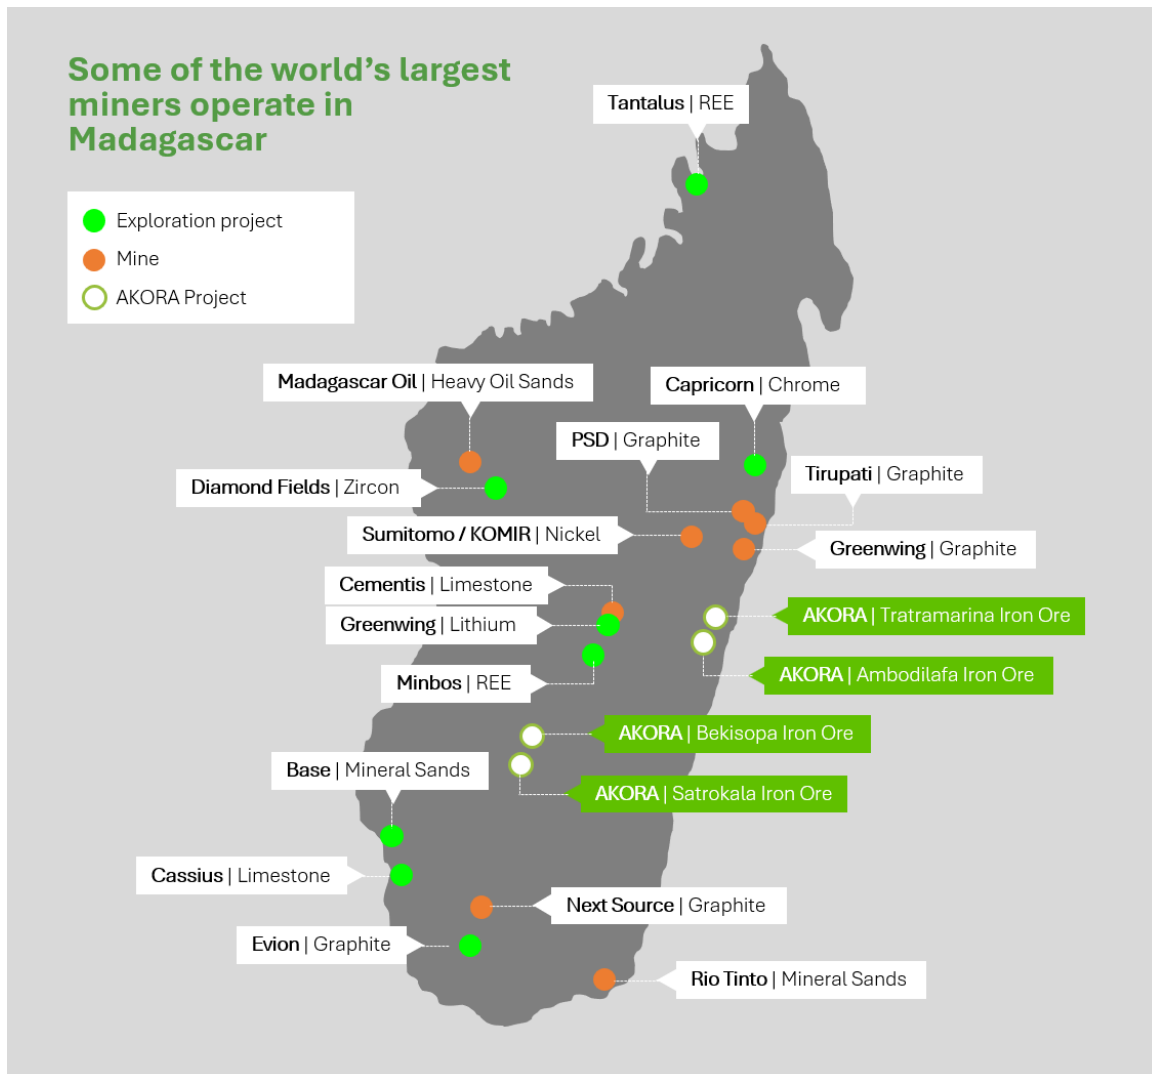 Some of the world's largest
miners operate in
Madagascar
Exploration project
Mine
AKORA Project
Tantalus | REE
Madagascar Oil | Heavy Oil Sands
Capricorn | Chrome
PSD | Graphite
Tirupati | Graphite
Diamond Fields | Zircon
Sumitomo / KOMIR | Nickel
Greenwing | Graphite
Cementis | Limestone
Greenwing | Lithium
AKORA | Tratramarina Iron Ore
Minbos | REE
AKORA | Ambodilafa Iron Ore
AKORA | Bekisopa Iron Ore
Base | Mineral Sands
AKORA | Satrokala Iron Ore
Cassius | Limestone
Next Source | Graphite
Evion | Graphite
Rio Tinto | Mineral Sands